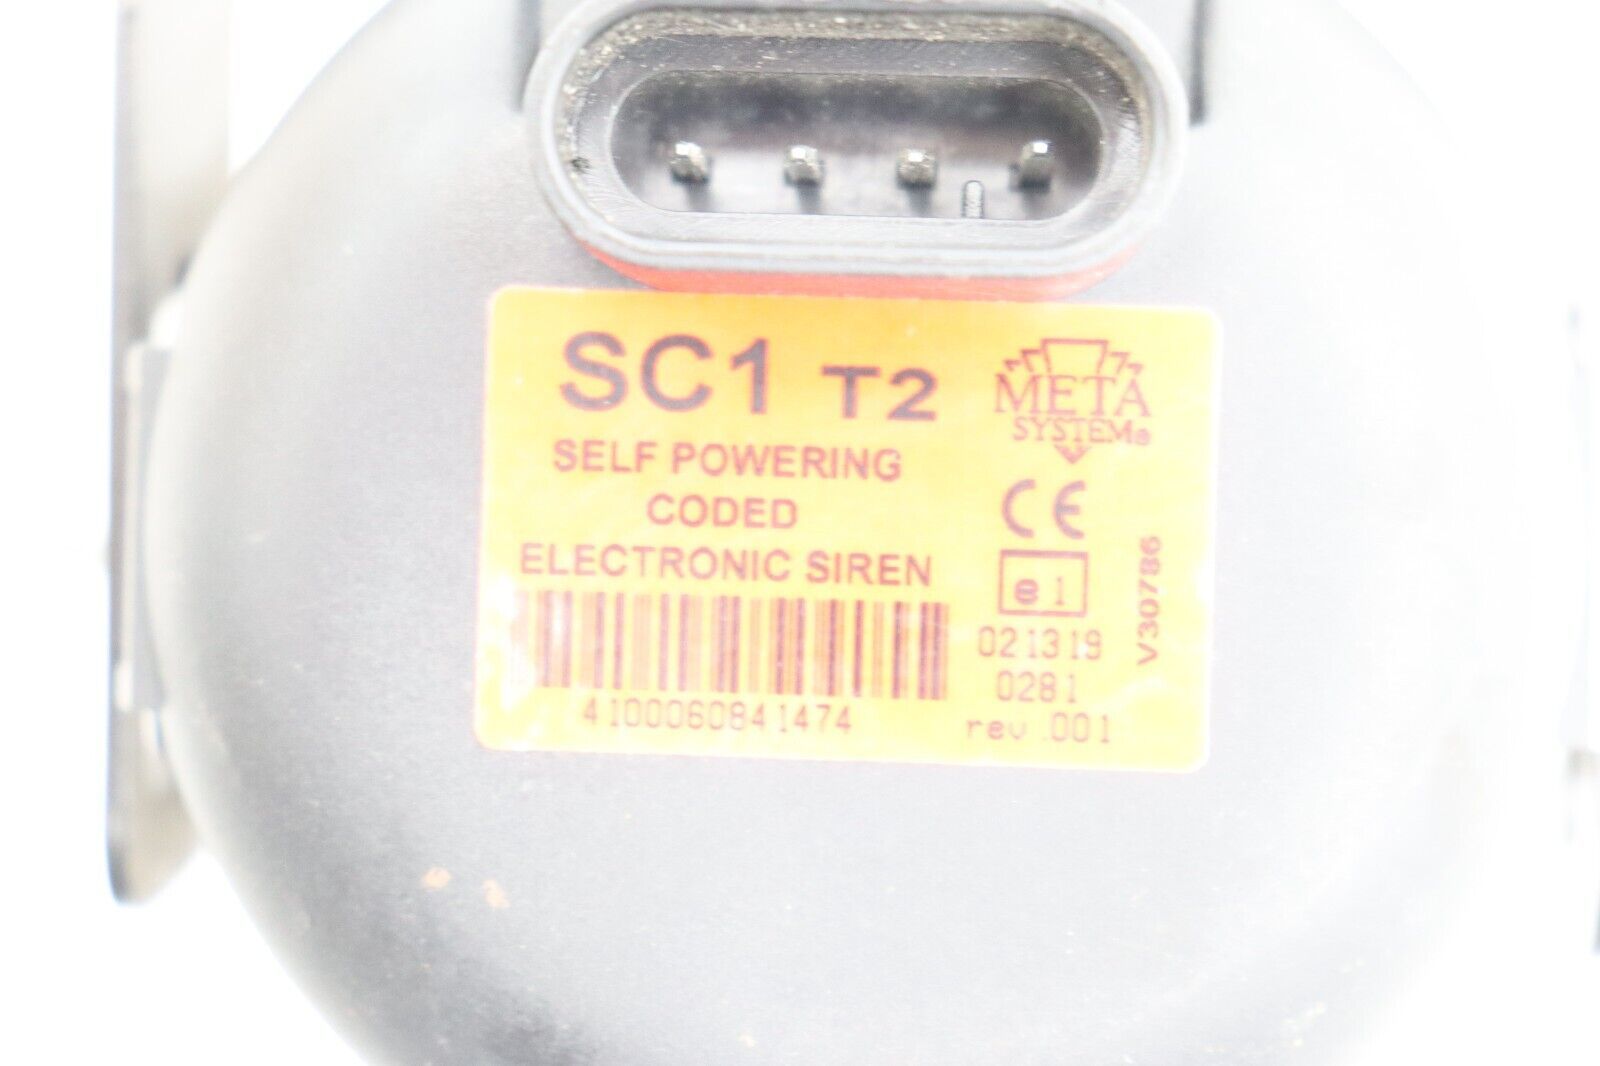 SC1 T2
META
SYSTEM®
SELF POWERING
CODED
ELECTRONIC SIREN
CE
e1
021319
0281
rev .001
V30786
4100060841474